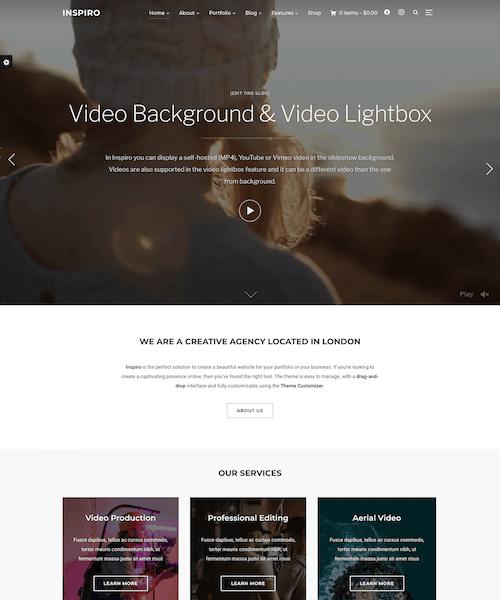 INSPIRO
Home About Portfolio Blog Features Shop 0 items – $0.00
[EDIT THIS SLIDE]
Video Background & Video Lightbox
In Inspiro you can display a self-hosted (MP4), YouTube or Vimeo video in the slideshow background.
Videos are also supported in the video lightbox feature and it can be a different video than the one
from background.
Play
WE ARE A CREATIVE AGENCY LOCATED IN LONDON
Inspiro is the perfect solution to create a beautiful website for your portfolio or your business. If you're looking to
create a captivating presence online, then you've found the right tool. The theme is easy to manage, with a drag-and-
drop interface and fully customizable using the Theme Customizer.
ABOUT US
OUR SERVICES
Video Production
Fusce dapibus, tellus ac cursus commodo,
tortor mauris condimentum nibh, ut
fermentum massa justo sit amet risus
LEARN MORE
Professional Editing
Fusce dapibus, tellus ac cursus commodo,
tortor mauris condimentum nibh, ut
fermentum massa justo sit amet risus
LEARN MORE
Aerial Video
Fusce dapibus, tellus ac cursus commodo,
tortor mauris condimentum nibh, ut
fermentum massa justo sit amet risus
LEARN MORE